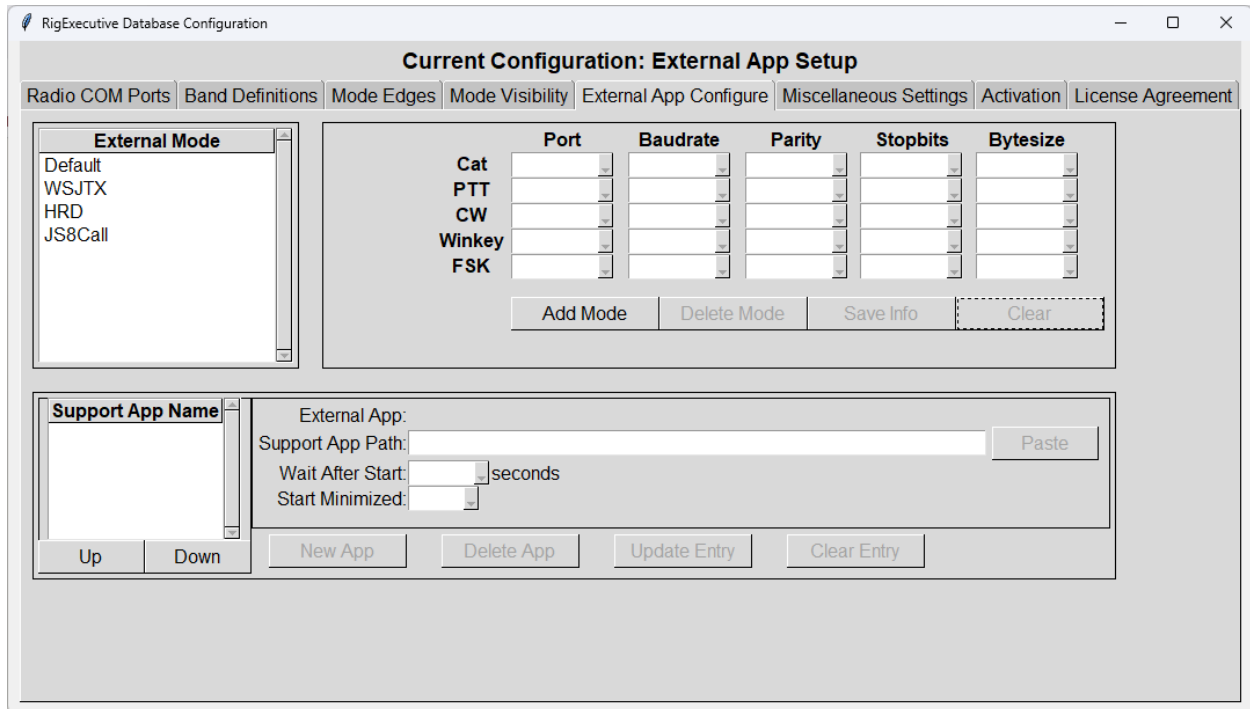 RigExecutive Database Configuration
Current Configuration: External App Setup
Radio COM Ports Band Definitions Mode Edges Mode Visibility External App Configure Miscellaneous Settings Activation License Agreement
External Mode
Default
WSJTX
HRD
JS8Call
Port Baudrate Parity Stopbits Bytesize
Cat
PTT
CW
Winkey
FSK
Add Mode Delete Mode Save Info Clear
Support App Name
Up Down
External App:
Support App Path: Paste
Wait After Start: seconds
Start Minimized:
New App Delete App Update Entry Clear Entry